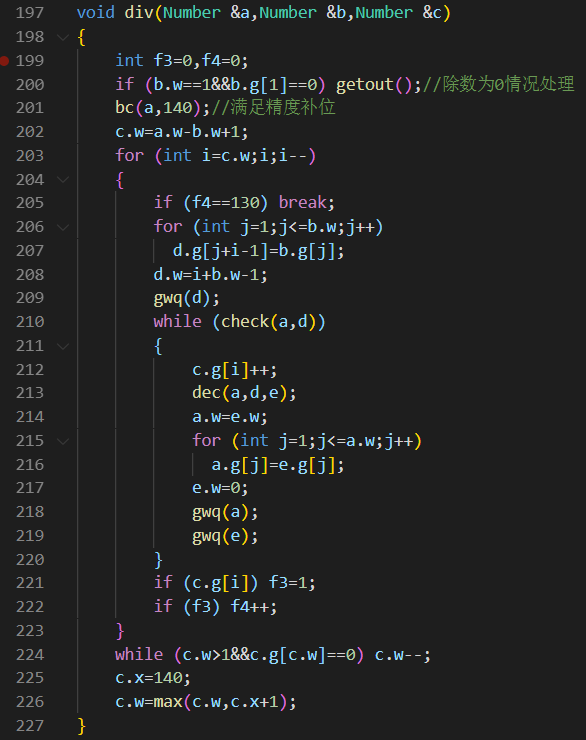 197 void div(Number &a,Number &b,Number &c)
198 {
199     int f3=0,f4=0;
200     if (b.w==1&&b.g[1]==0) getout();//除数为0情况处理
201     bc(a,140);//满足精度补位
202     c.w=a.w-b.w+1;
203     for (int i=c.w;i;i--)
204     {
205         if (f4==130) break;
206         for (int j=1;j<=b.w;j++)
207           d.g[j+i-1]=b.g[j];
208         d.w=i+b.w-1;
209         gwq(d);
210         while (check(a,d))
211         {
212             c.g[i]++;
213             dec(a,d,e);
214             a.w=e.w;
215             for (int j=1;j<=a.w;j++)
216               a.g[j]=e.g[j];
217             e.w=0;
218             gwq(a);
219             gwq(e);
220         }
221         if (c.g[i]) f3=1;
222         if (f3) f4++;
223     }
224     while (c.w>1&&c.g[c.w]==0) c.w--;
225     c.x=140;
226     c.w=max(c.w,c.x+1);
227 }